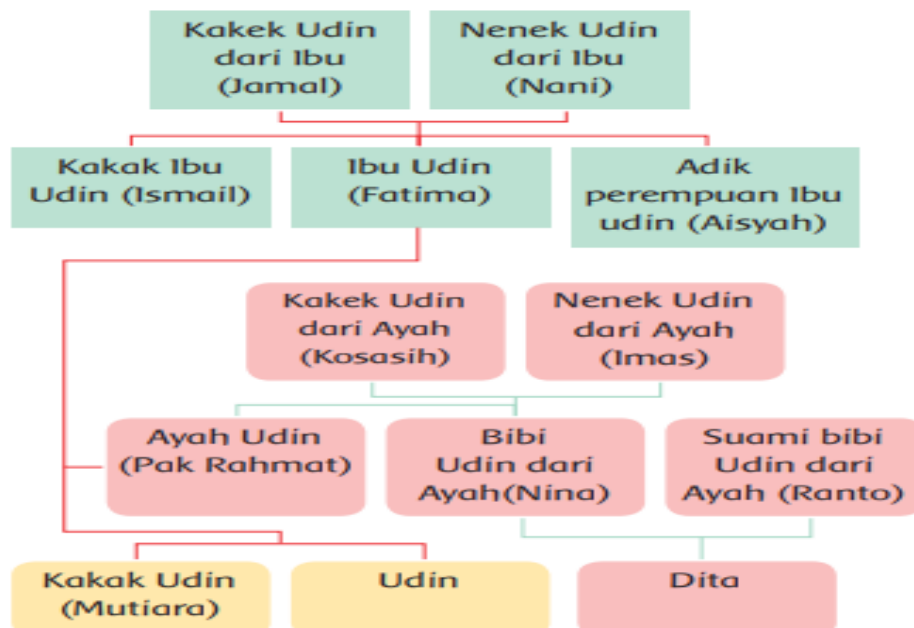 Kakek Udin
dari Ibu
(Jamal)
Nenek Udin
dari Ibu
(Nani)
Kakak Ibu
Udin (Ismail)
Ibu Udin
(Fatima)
Adik
perempuan Ibu
udin (Aisyah)
Kakek Udin
dari Ayah
(Kosasih)
Nenek Udin
dari Ayah
(Imas)
Ayah Udin
(Pak Rahmat)
Bibi
Udin dari
Ayah(Nina)
Suami bibi
Udin dari
Ayah (Ranto)
Kakak Udin
(Mutiara)
Udin
Dita